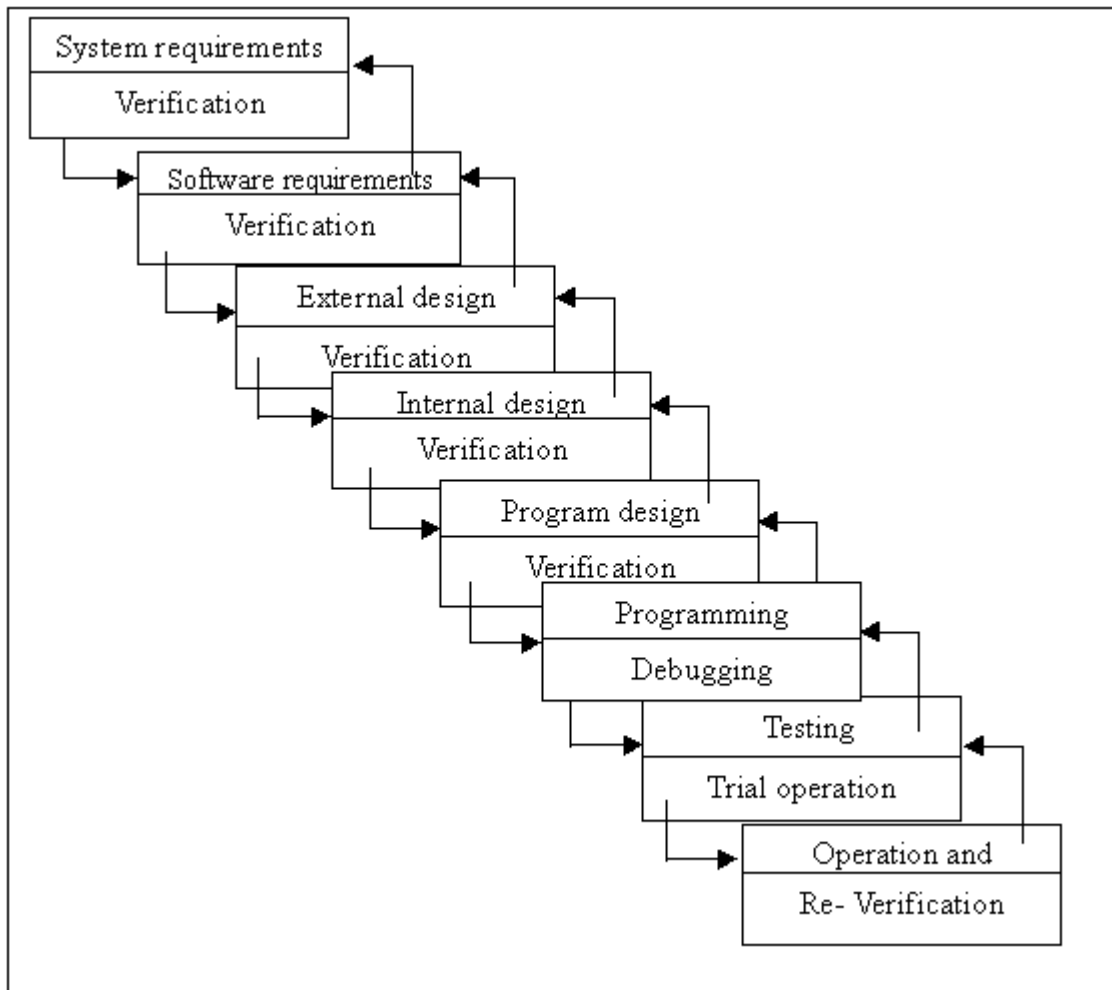 System requirements
Verification
Software requirements
Verification
External design
Verification
Internal design
Verification
Program design
Verification
Programming
Debugging
Testing
Trial operation
Operation and
Re- Verification